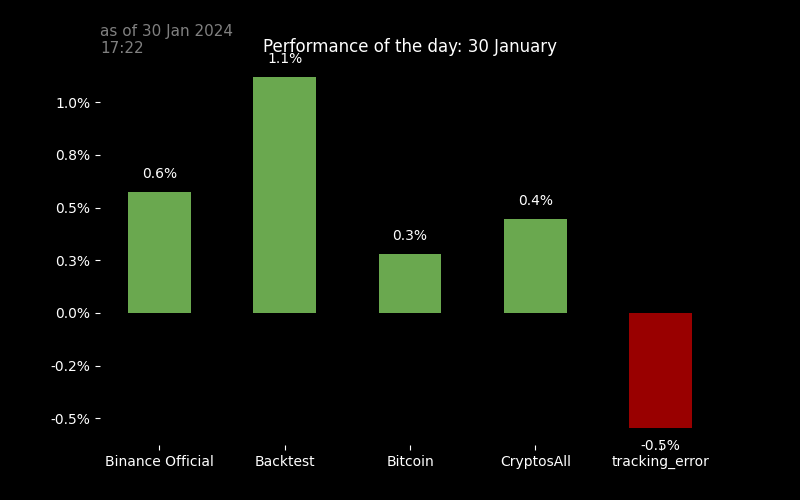 as of 30 Jan 2024
17:22
Performance of the day: 30 January
1.1%
1.0%
0.8%
0.6%
0.5%
0.4%
0.3%
0.3%
0.0%
-0.2%
-0.5%
-0.5%
Binance Official
Backtest
Bitcoin
CryptosAll
tracking_error